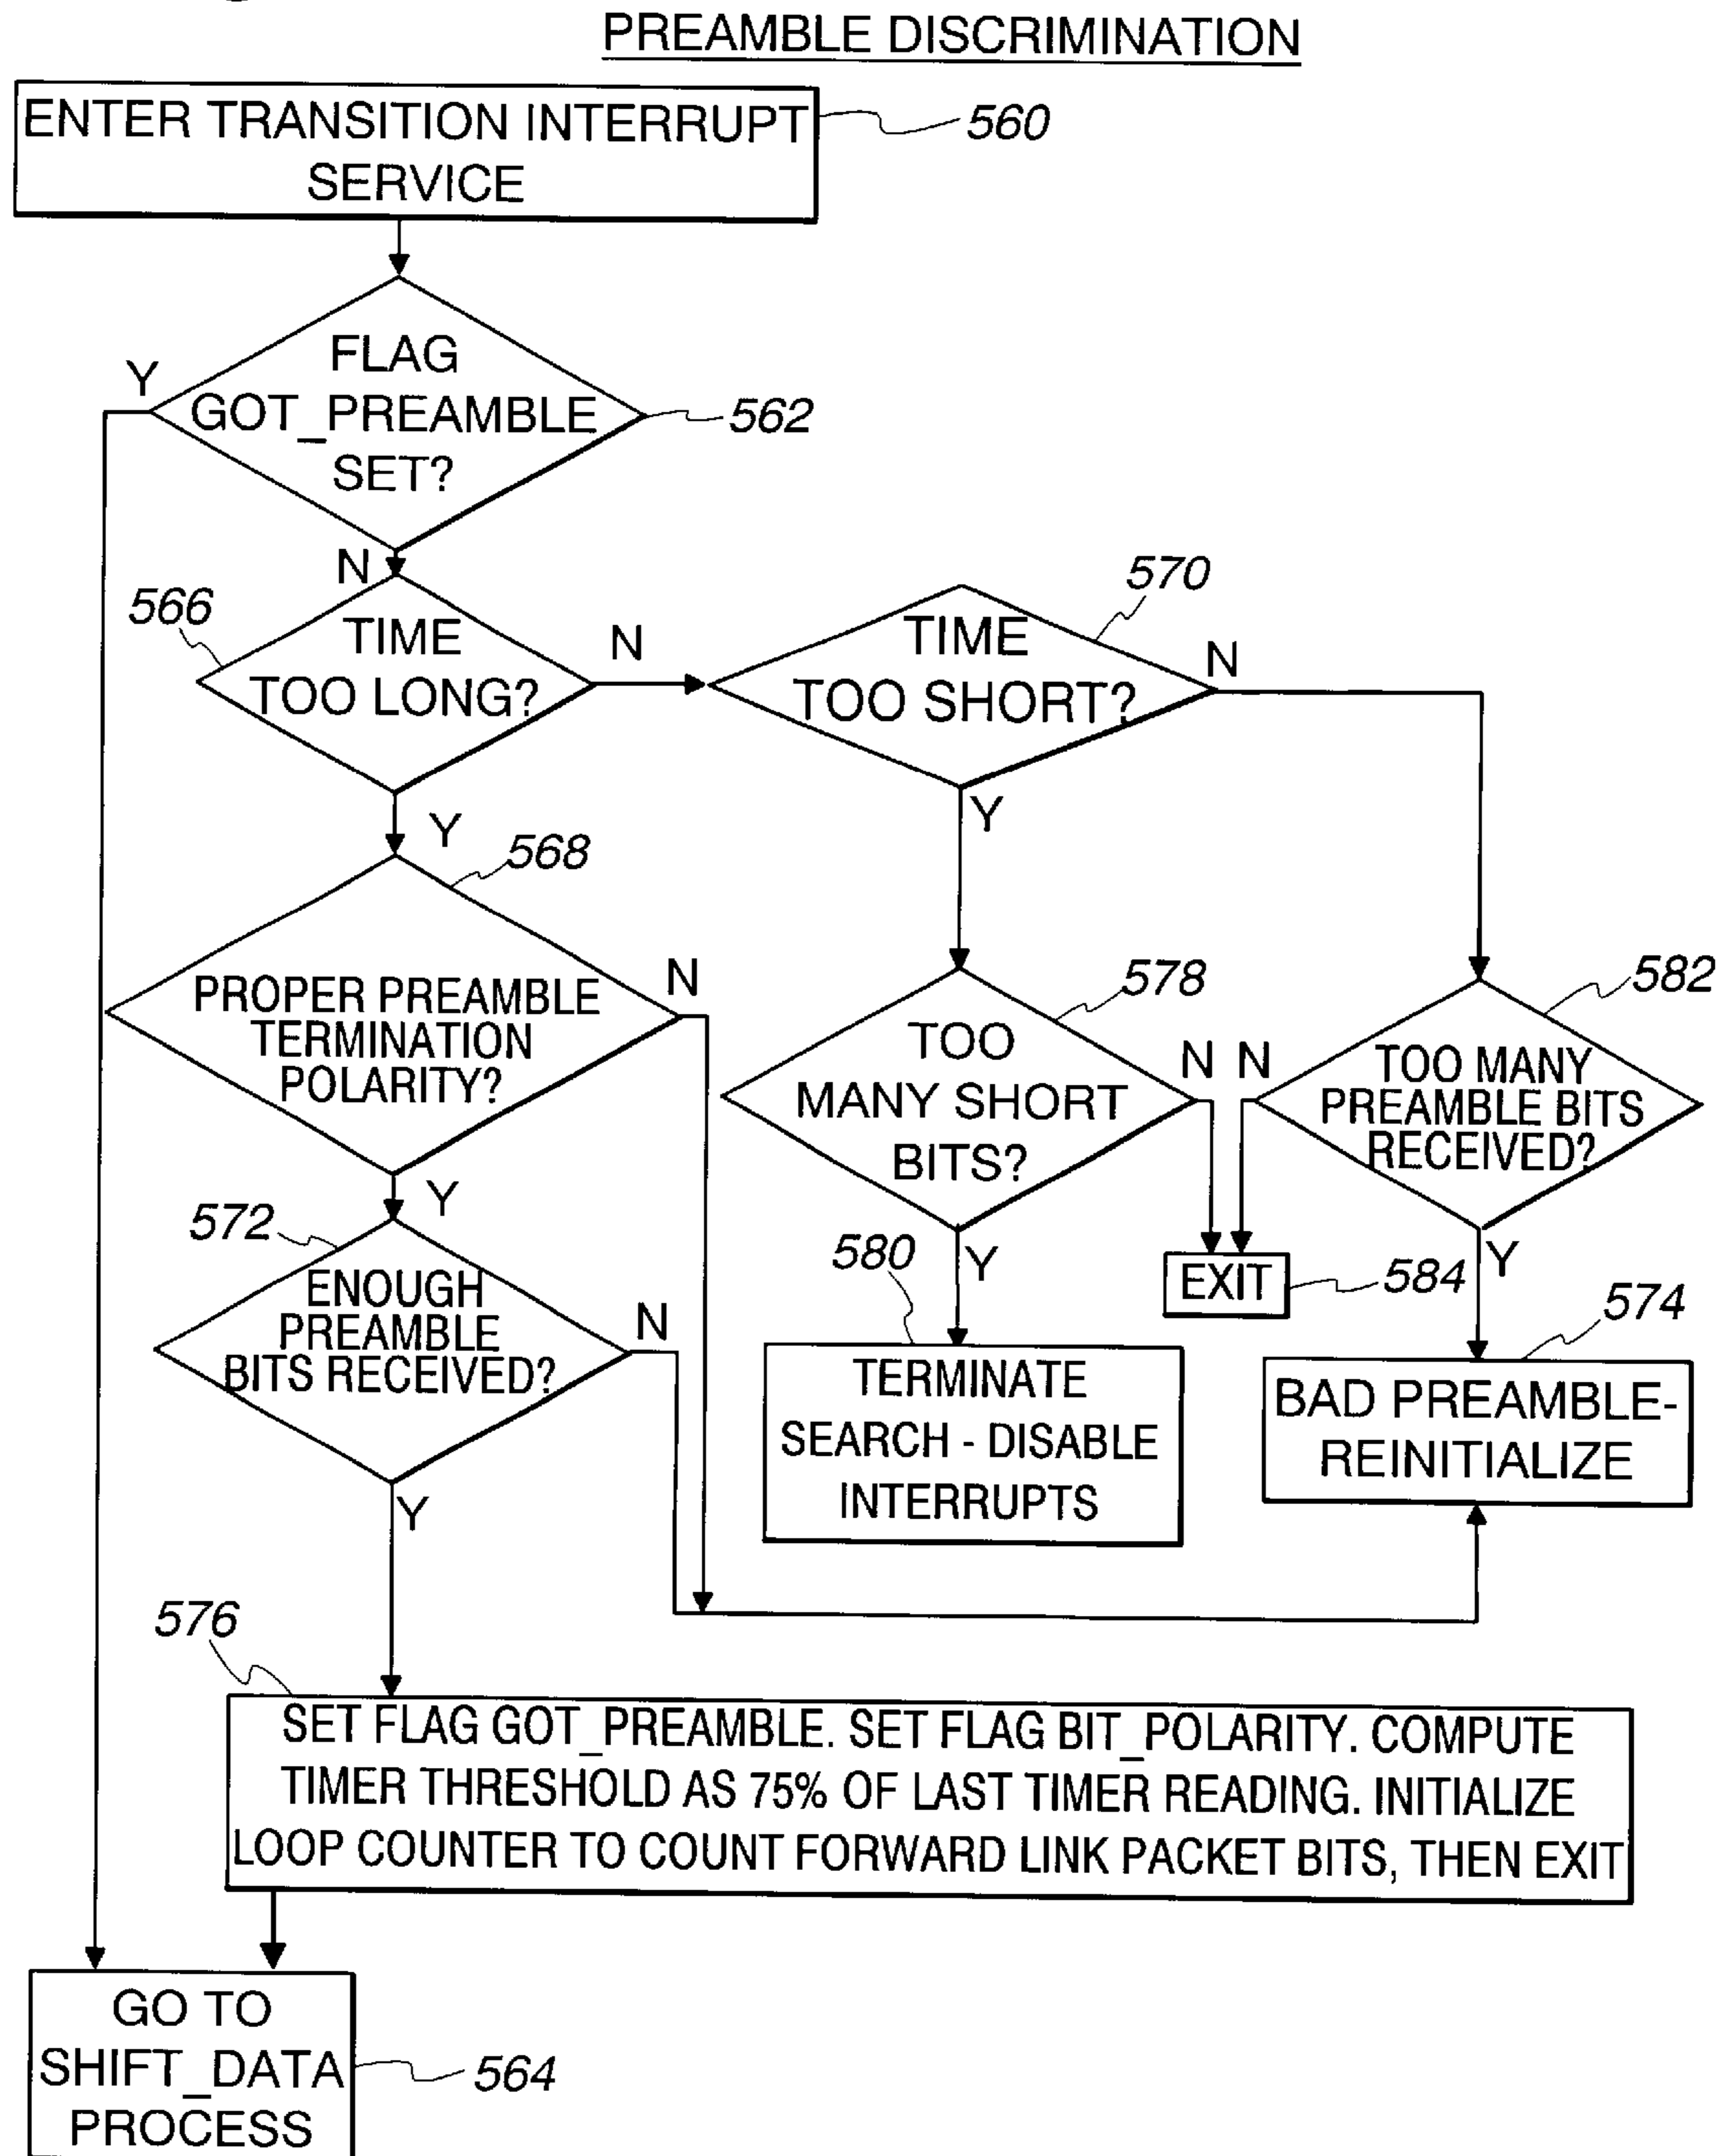 PREAMBLE DISCRIMINATION
ENTER TRANSITION INTERRUPT
SERVICE
560
FLAG
GOT_PREAMBLE
SET?
Y
562
N
566
TIME
TOO LONG?
N
570
TIME
TOO SHORT?
N
Y
Y
568
PROPER PREAMBLE
TERMINATION
POLARITY?
N
578
TOO
MANY SHORT
BITS?
N
N
582
TOO MANY
PREAMBLE BITS
RECEIVED?
Y
572
ENOUGH
PREAMBLE
BITS RECEIVED?
N
580
Y
EXIT
584
Y
574
TERMINATE
SEARCH - DISABLE
INTERRUPTS
BAD PREAMBLE-
REINITIALIZE
Y
576
SET FLAG GOT_PREAMBLE. SET FLAG BIT_POLARITY. COMPUTE
TIMER THRESHOLD AS 75% OF LAST TIMER READING. INITIALIZE
LOOP COUNTER TO COUNT FORWARD LINK PACKET BITS, THEN EXIT
GO TO
SHIFT_DATA
PROCESS
564